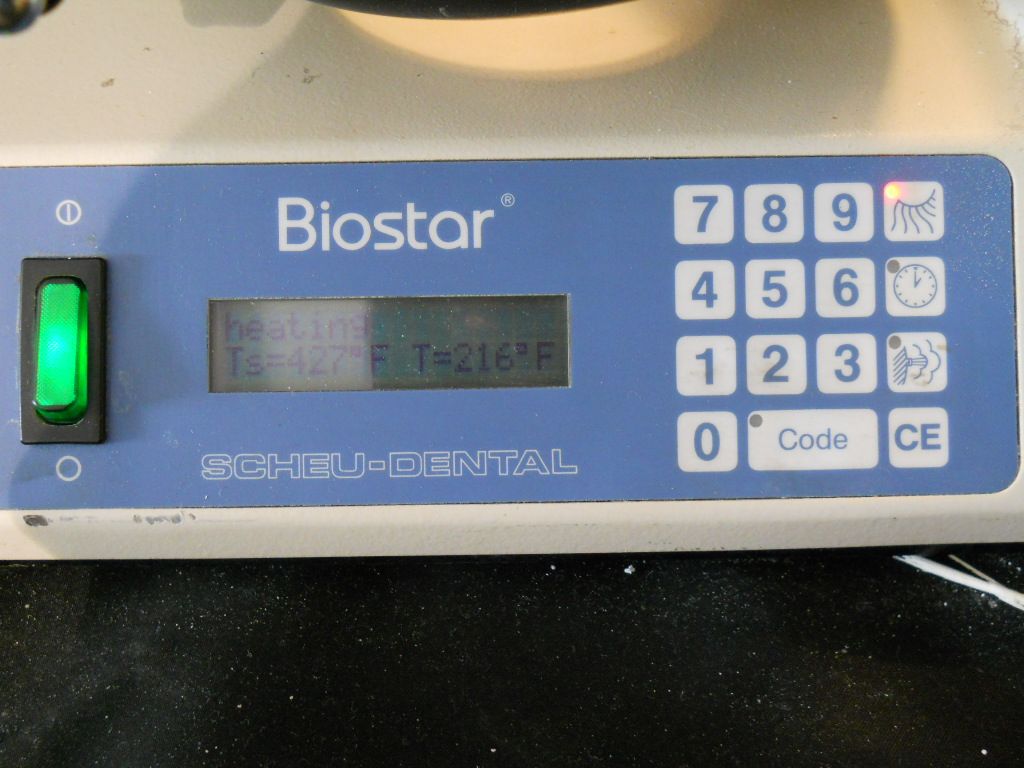 Biostar®
heating
Ts=427°F T=216°F
SCHEU-DENTAL
7 8 9
4 5 6
1 2 3
0 Code CE